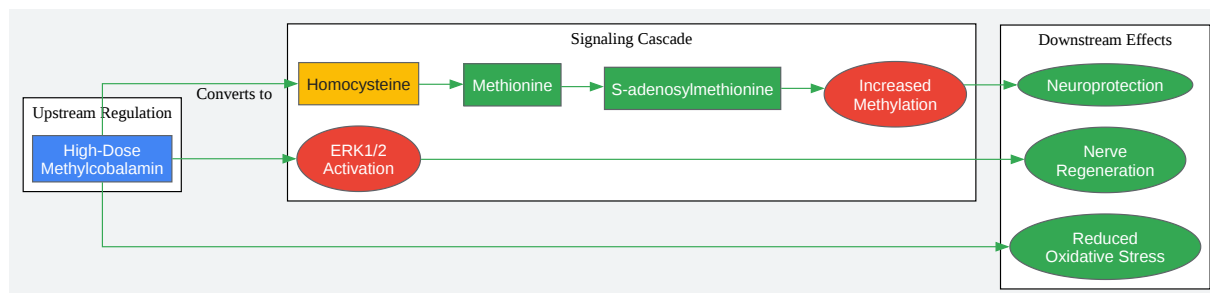 Signaling Cascade
Downstream Effects
Homocysteine
Methionine
S-adenosylmethionine
Increased
Methylation
Neuroprotection
Converts to
Upstream Regulation
High-Dose
Methylcobalamin
ERK1/2
Activation
Nerve
Regeneration
Reduced
Oxidative Stress